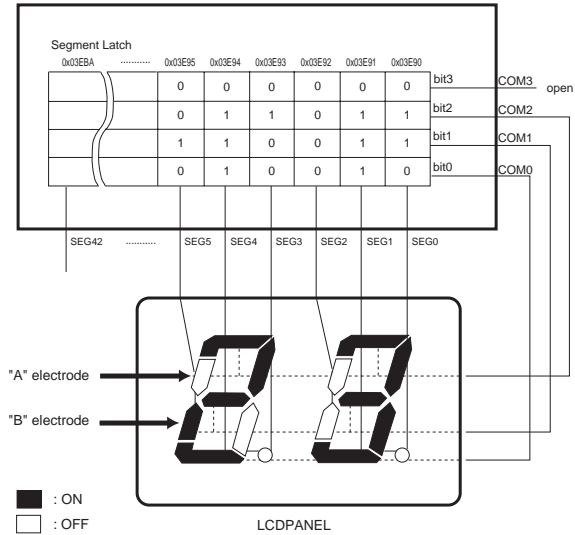 Segment Latch
0x03EBA ........... 0x03E95 0x03E94 0x03E93 0x03E92 0x03E91 0x03E90
0 0 0 0 0 0 bit3 COM3 open
0 1 1 0 1 1 bit2 COM2
1 1 0 0 1 1 bit1 COM1
0 1 0 0 1 0 bit0 COM0
SEG42 ........... SEG5 SEG4 SEG3 SEG2 SEG1 SEG0
"A" electrode
"B" electrode
: ON
: OFF
LCDPANEL